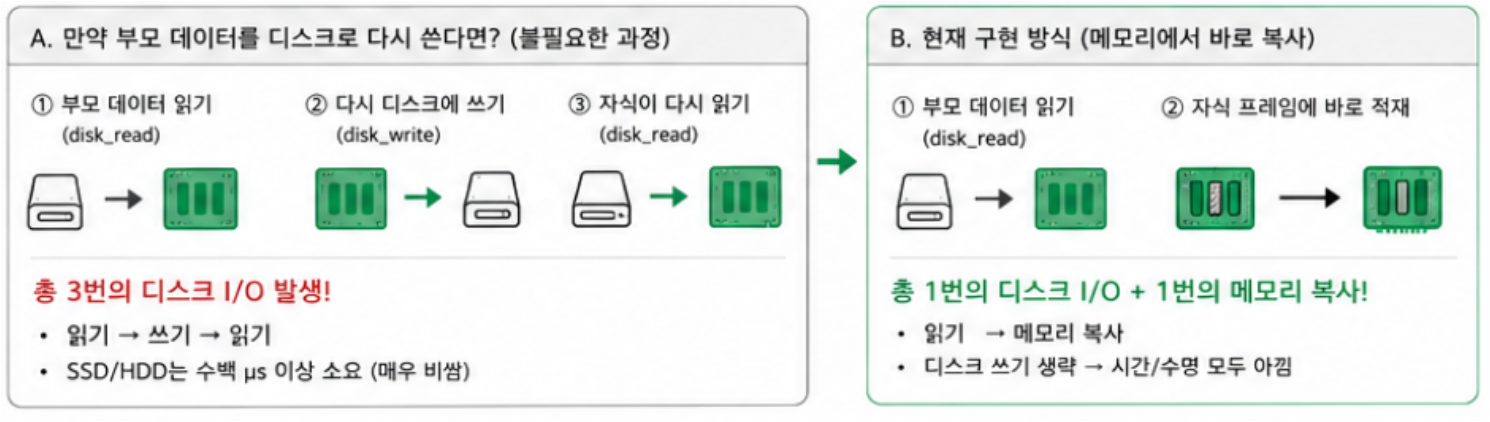 A. 만약 부모 데이터를 디스크로 다시 쓴다면? (불필요한 과정)
① 부모 데이터 읽기
(disk_read)
② 다시 디스크에 쓰기
(disk_write)
③ 자식이 다시 읽기
(disk_read)
총 3번의 디스크 I/O 발생!
• 읽기 → 쓰기 → 읽기
• SSD/HDD는 수백 μs 이상 소요 (매우 비쌈)
B. 현재 구현 방식 (메모리에서 바로 복사)
① 부모 데이터 읽기
(disk_read)
② 자식 프레임에 바로 적재
총 1번의 디스크 I/O + 1번의 메모리 복사!
• 읽기 → 메모리 복사
• 디스크 쓰기 생략 → 시간/수명 모두 아낌